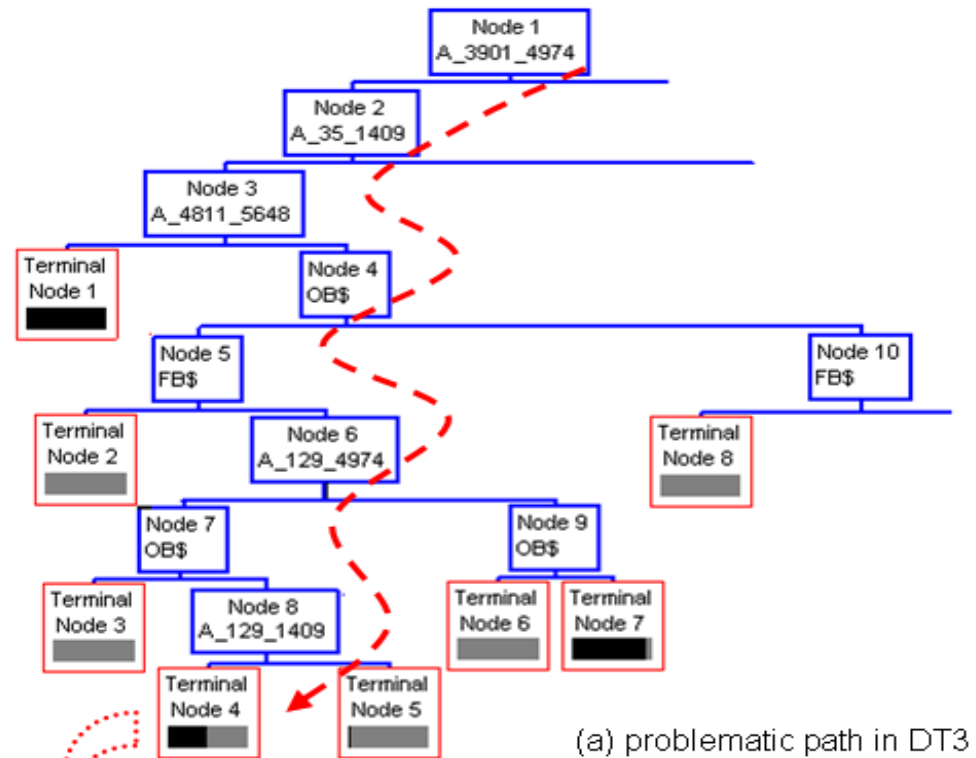 Node 1
A_3901_4974
Node 2
A_35_1409
Node 3
A_4811_5648
Terminal
Node 1
Node 4
OB$
Node 5
FB$
Node 10
FB$
Terminal
Node 2
Node 6
A_129_4974
Terminal
Node 8
Node 7
OB$
Node 9
OB$
Terminal
Node 3
Node 8
A_129_1409
Terminal
Node 6
Terminal
Node 7
Terminal
Node 4
Terminal
Node 5
(a) problematic path in DT3